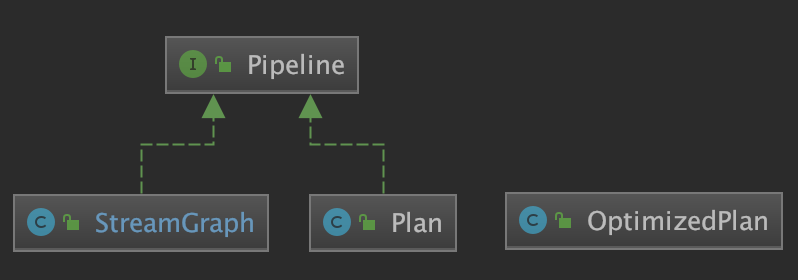 I Pipeline
C StreamGraph
C Plan
C OptimizedPlan